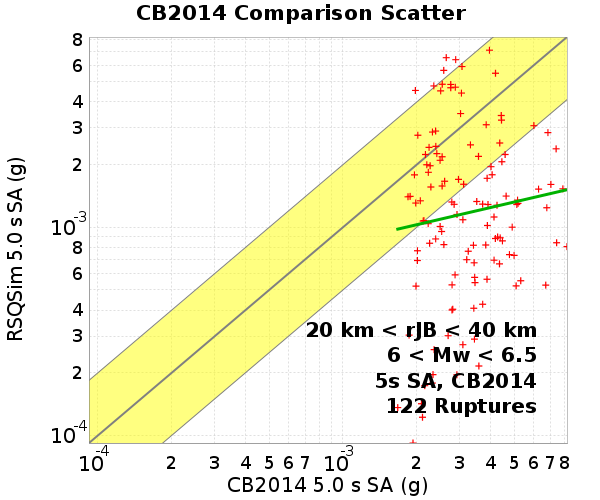 CB2014 Comparison Scatter
8
6
4
3
2
10-3
8
6
4
3
2
10-4
RSQSim 5.0 s SA (g)
20 km < rJB < 40 km
6 < Mw < 6.5
5s SA, CB2014
122 Ruptures
10-4 2 3 4 5 6 7 10-3 2 3 4 5 6 7 8
CB2014 5.0 s SA (g)